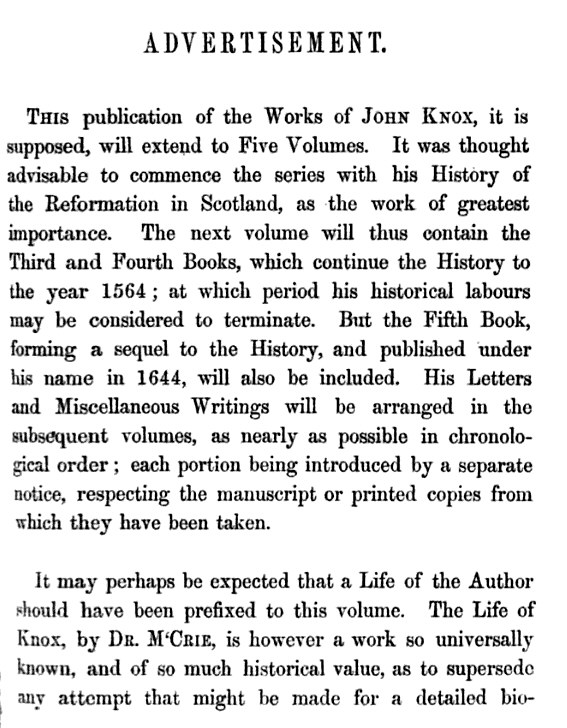 ADVERTISEMENT.
This publication of the Works of John Knox, it is
supposed, will extend to Five Volumes. It was thought
advisable to commence the series with his History of
the Reformation in Scotland, as the work of greatest
importance. The next volume will thus contain the
Third and Fourth Books, which continue the History to
the year 1564 ; at which period his historical labours
may be considered to terminate. But the Fifth Book,
forming a sequel to the History, and published under
his name in 1644, will also be included. His Letters
and Miscellaneous Writings will be arranged in the
subsequent volumes, as nearly as possible in chronolo-
gical order ; each portion being introduced by a separate
notice, respecting the manuscript or printed copies from
which they have been taken.
It may perhaps be expected that a Life of the Author
should have been prefixed to this volume. The Life of
Knox, by Dr. M‘Crie, is however a work so universally
known, and of so much historical value, as to supersede
any attempt that might be made for a detailed bio-